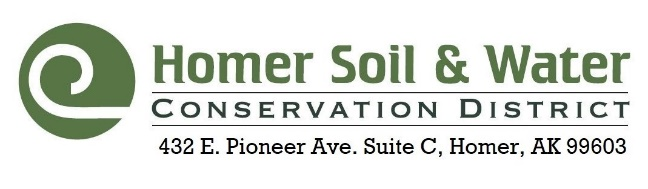 Homer Soil & Water
CONSERVATION DISTRICT
432 E. Pioneer Ave. Suite C, Homer, AK 99603